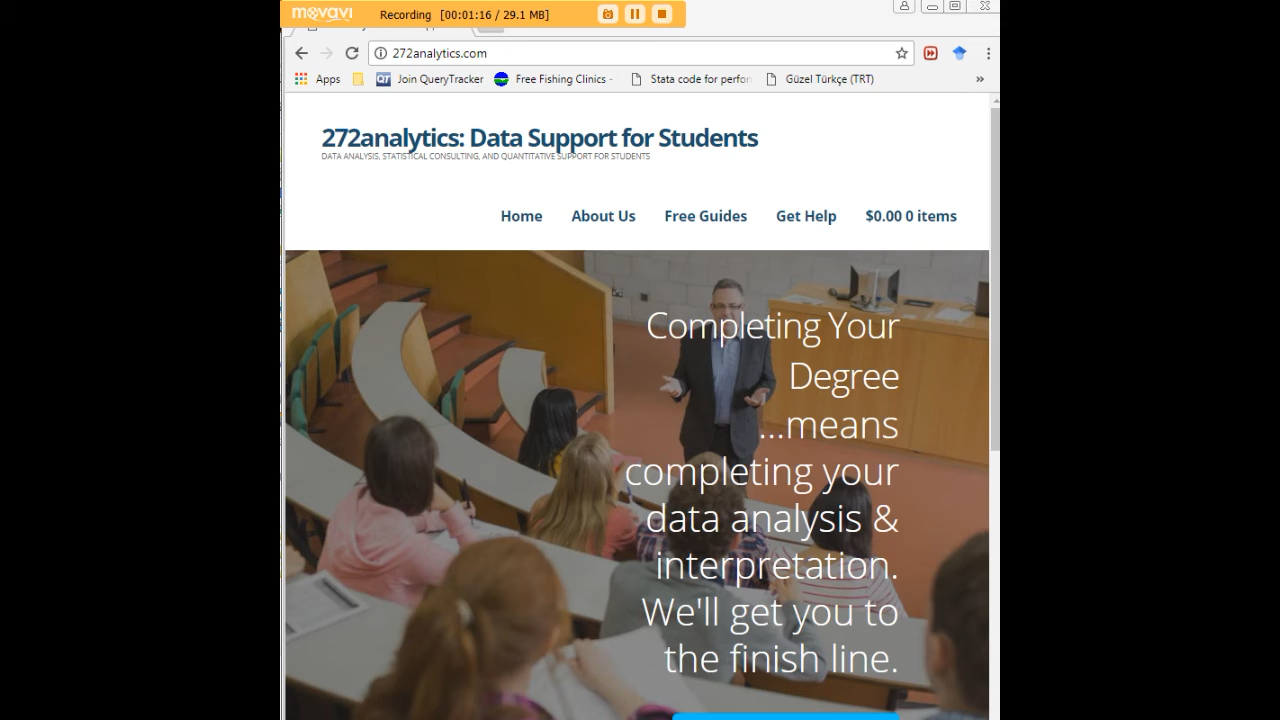 movavi
Recording [00:01:16 / 29.1 MB]
272analytics.com
Apps
QT Join QueryTracker
Free Fishing Clinics -
Stata code for perfor
Güzel Türkçe (TRT)
»
272analytics: Data Support for Students
DATA ANALYSIS, STATISTICAL CONSULTING, AND QUANTITATIVE SUPPORT FOR STUDENTS
Home About Us Free Guides Get Help $0.00 0 items
Completing Your
Degree
...means
completing your
data analysis &
interpretation.
We'll get you to
the finish line.